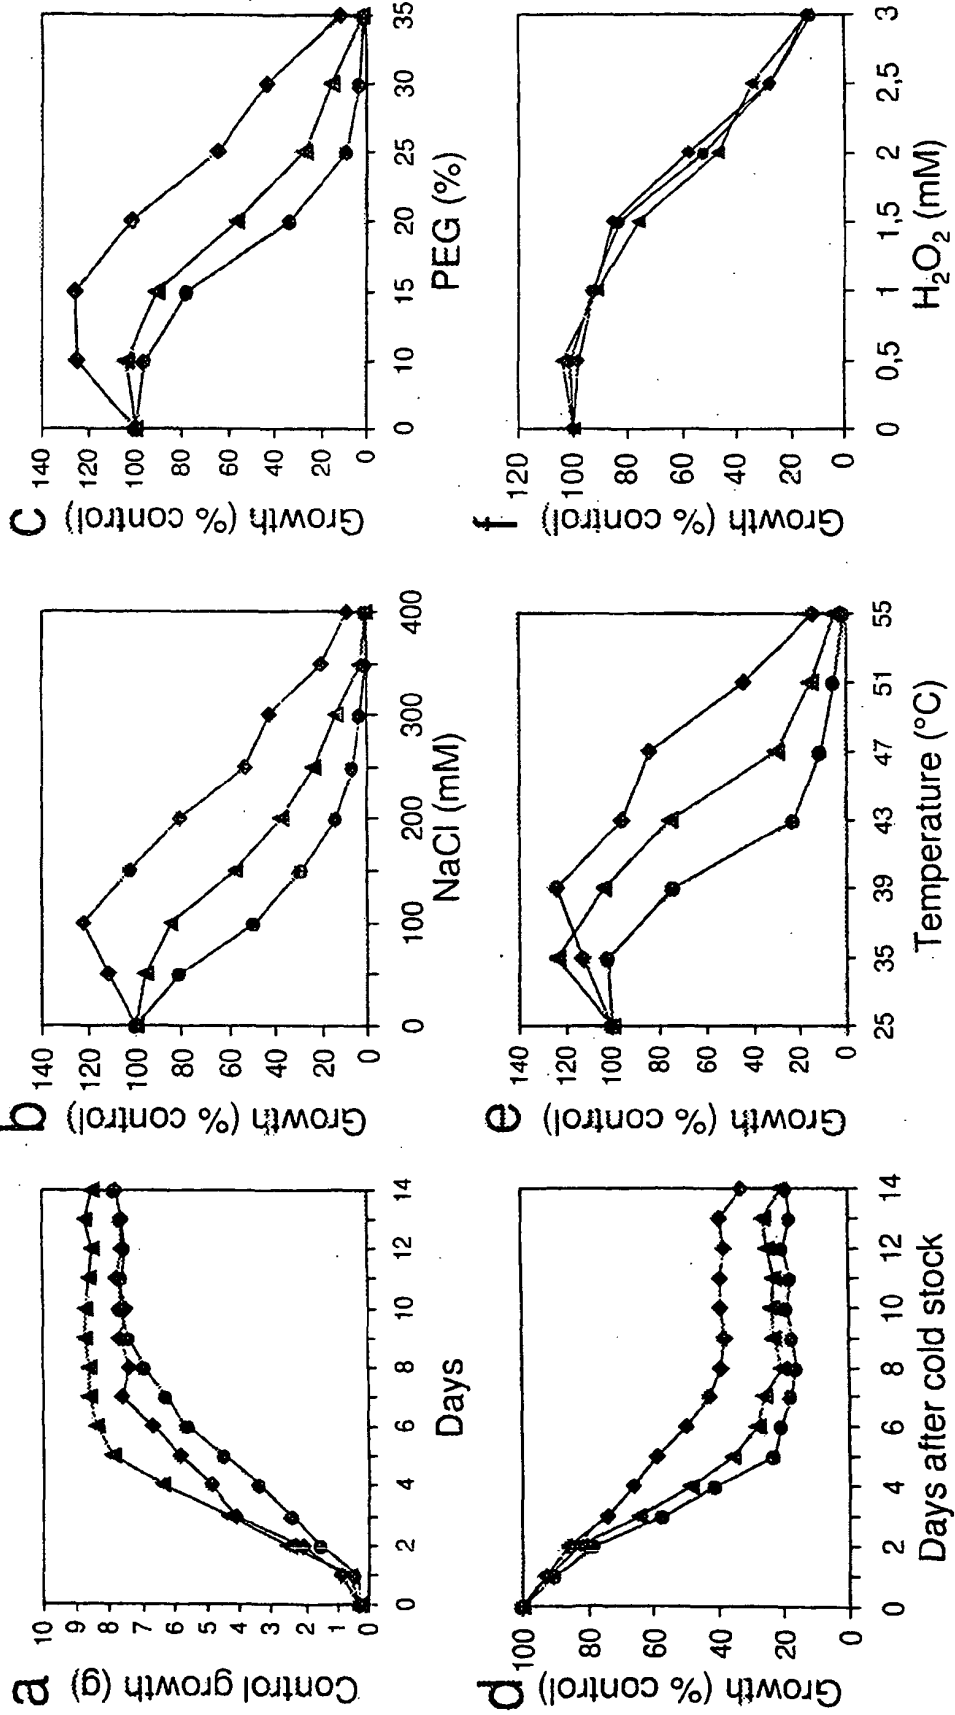 a
Control growth (g)
10
9
8
7
6
5
4
3
2
1
0
0 2 4 6 8 10 12 14
Days
b
Growth (% control)
140
120
100
80
60
40
20
0
0 100 200 300 400
NaCl (mM)
c
Growth (% control)
140
120
100
80
60
40
20
0
0 10 15 20 25 30 35
PEG (%)
d
Growth (% control)
100
80
60
40
20
0
0 2 4 6 8 10 12 14
Days after cold stock
e
Growth (% control)
140
120
100
80
60
40
20
0
25 35 39 43 47 51 55
Temperature (°C)
f
Growth (% control)
120
100
80
60
40
20
0
0 0,5 1 1,5 2 2,5 3
H₂O₂ (mM)